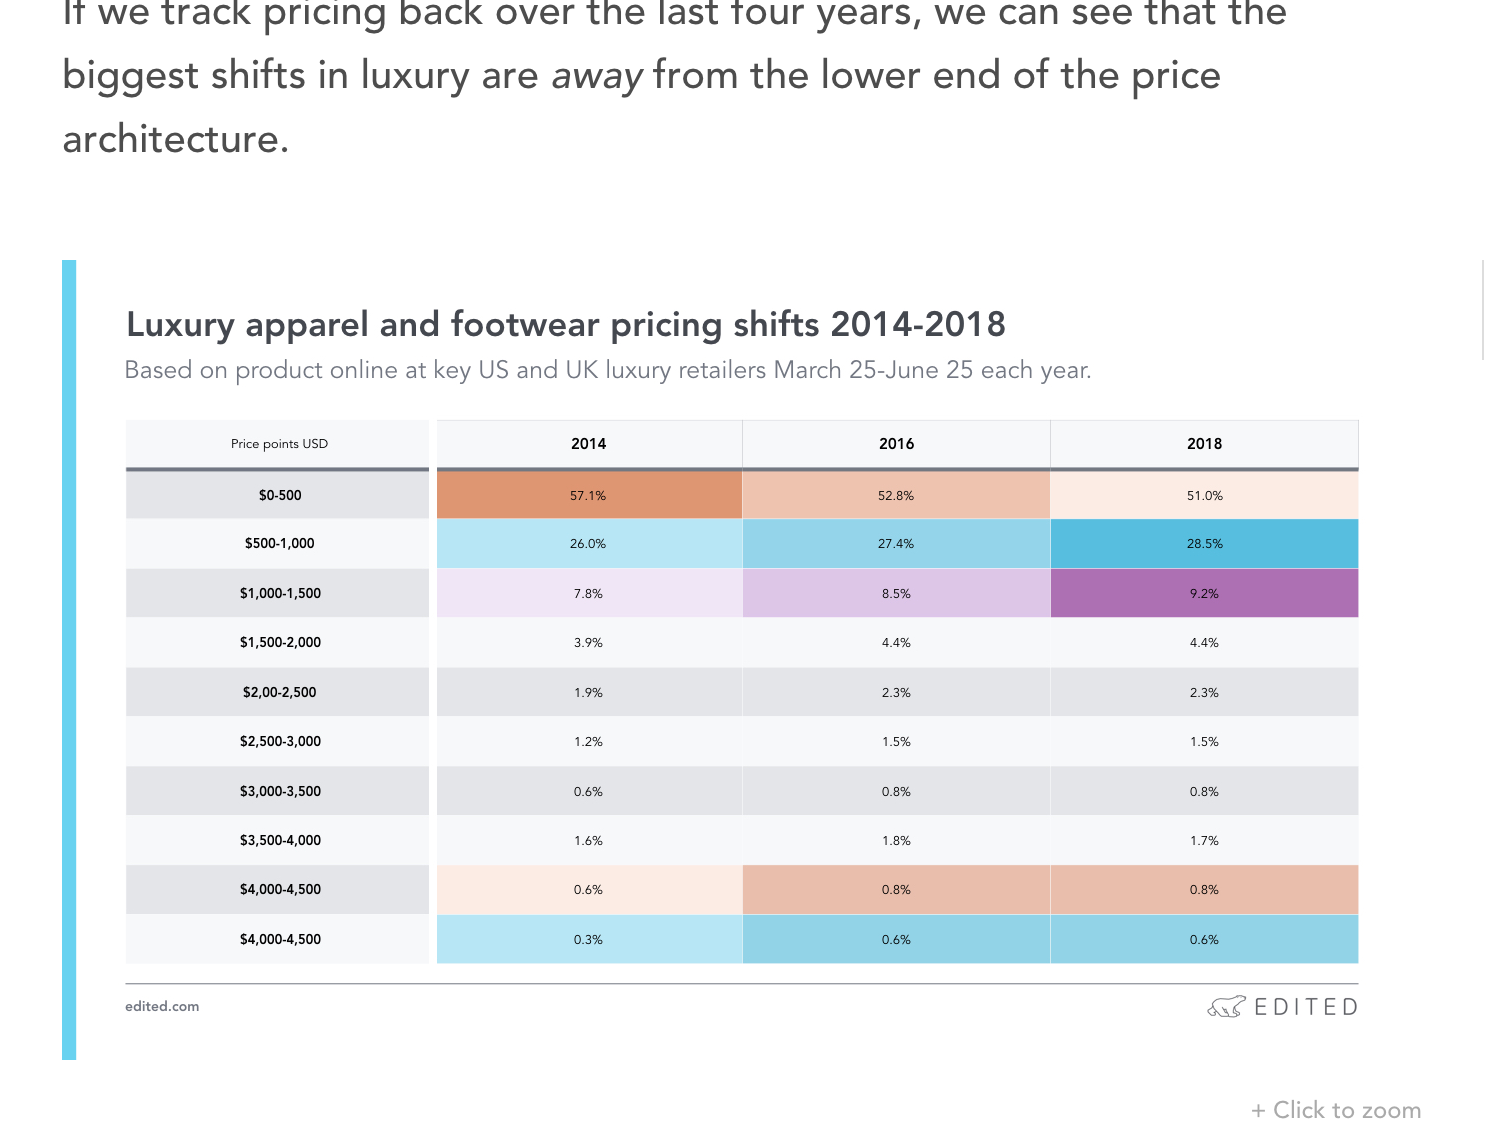 If we track pricing back over the last four years, we can see that the
biggest shifts in luxury are away from the lower end of the price
architecture.
Luxury apparel and footwear pricing shifts 2014-2018
Based on product online at key US and UK luxury retailers March 25-June 25 each year.
Price points USD 2014 2016 2018
$0-500 57.1% 52.8% 51.0%
$500-1,000 26.0% 27.4% 28.5%
$1,000-1,500 7.8% 8.5% 9.2%
$1,500-2,000 3.9% 4.4% 4.4%
$2,00-2,500 1.9% 2.3% 2.3%
$2,500-3,000 1.2% 1.5% 1.5%
$3,000-3,500 0.6% 0.8% 0.8%
$3,500-4,000 1.6% 1.8% 1.7%
$4,000-4,500 0.6% 0.8% 0.8%
$4,000-4,500 0.3% 0.6% 0.6%
edited.com EDITED
+ Click to zoom